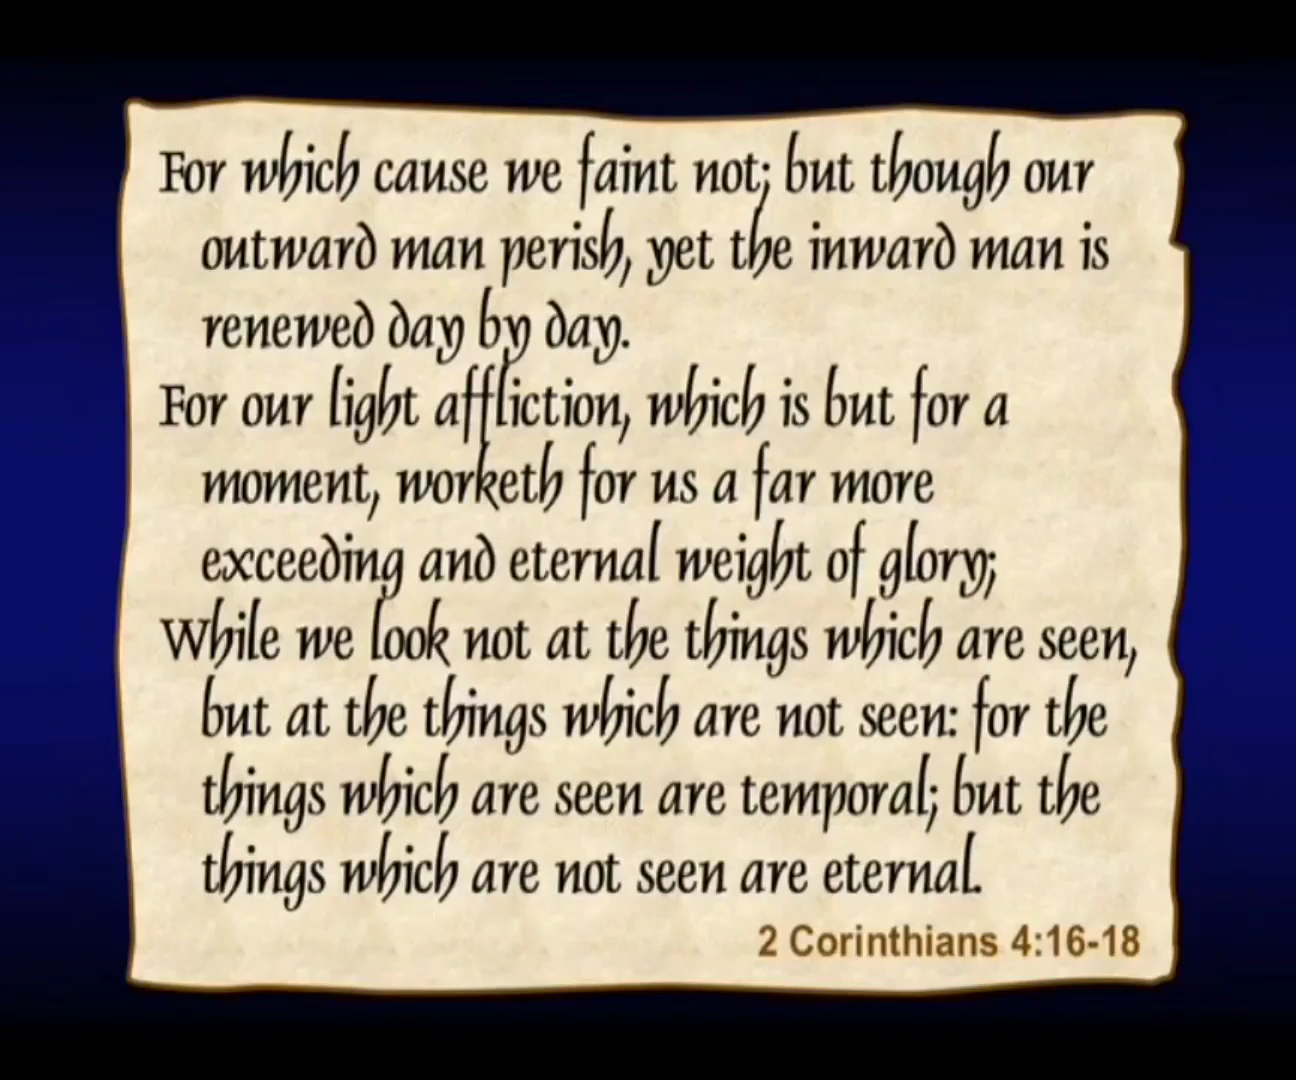 For which cause we faint not; but though our
outward man perish, yet the inward man is
renewed day by day.
For our light affliction, which is but for a
moment, worketh for us a far more
exceeding and eternal weight of glory;
While we look not at the things which are seen,
but at the things which are not seen: for the
things which are seen are temporal; but the
things which are not seen are eternal.
2 Corinthians 4:16-18